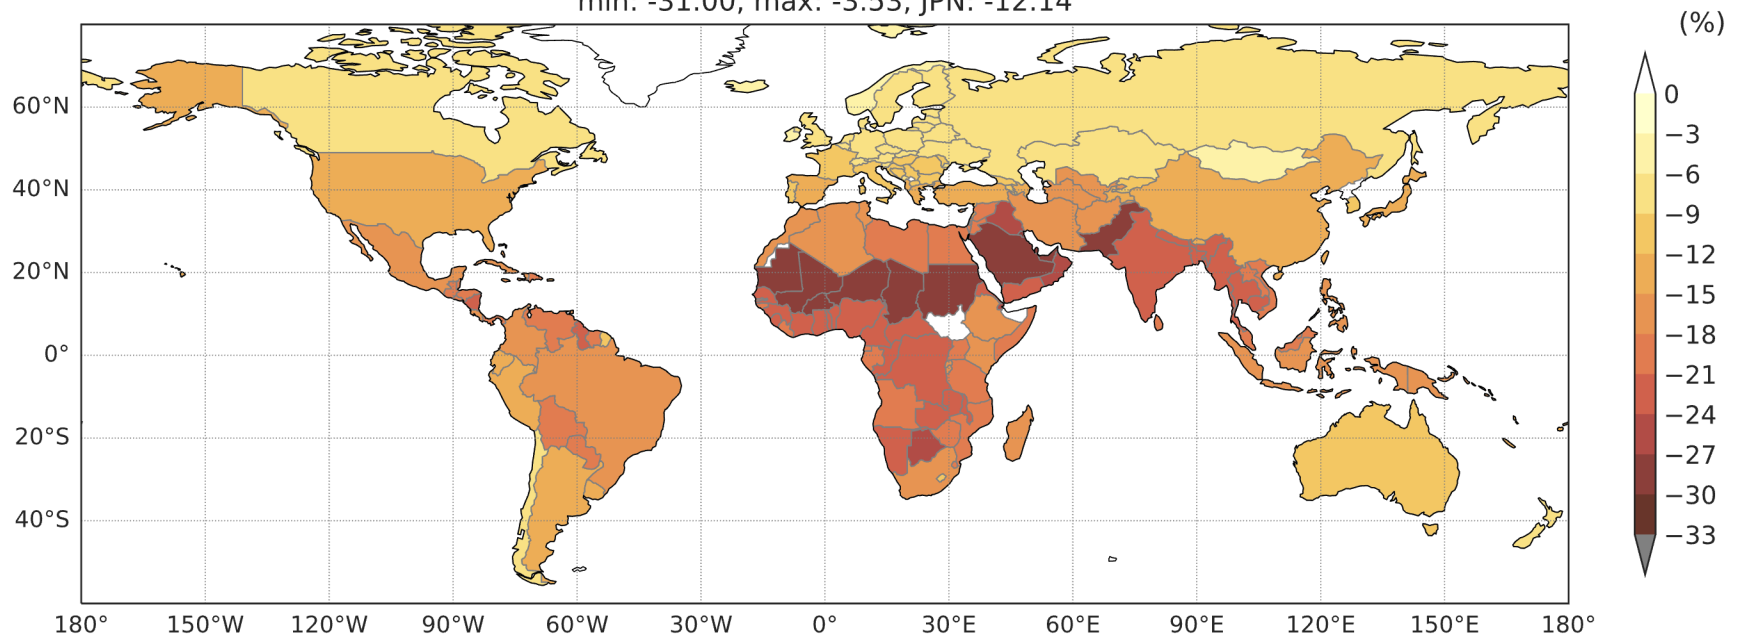 min: -31.00, max: -3.53, JPN: -12.14
(%)
60°N
40°N
20°N
0°
20°S
40°S
180° 150°W 120°W 90°W 60°W 30°W 0° 30°E 60°E 90°E 120°E 150°E 180°
0
−3
−6
−9
−12
−15
−18
−21
−24
−27
−30
−33